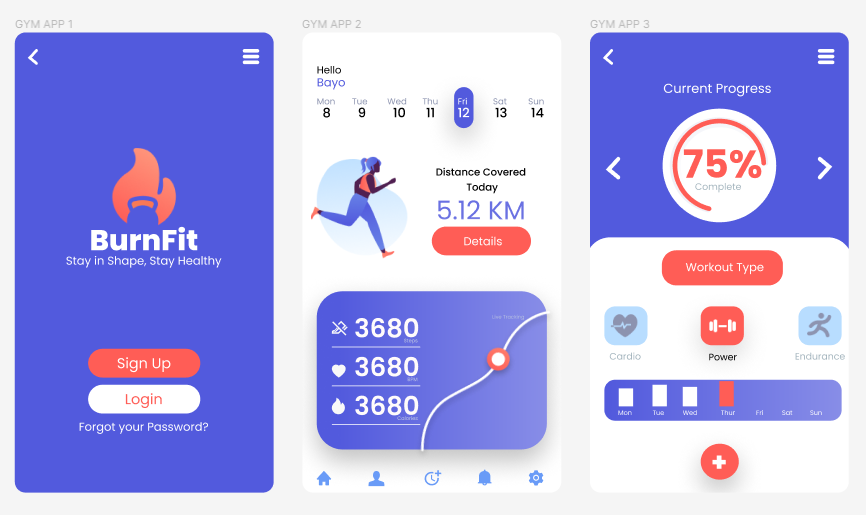 GYM APP 1
BurnFit
Stay in Shape, Stay Healthy
Sign Up
Login
Forgot your Password?
GYM APP 2
Hello
Bayo
Mon Tue Wed Thu Fri Sat Sun
8 9 10 11 12 13 14
Distance Covered
Today
5.12 KM
Details
Live Tracking
3680
Steps
3680
BPM
3680
Calories
GYM APP 3
Current Progress
75%
Complete
Workout Type
Cardio Power Endurance
Mon Tue Wed Thur Fri Sat Sun